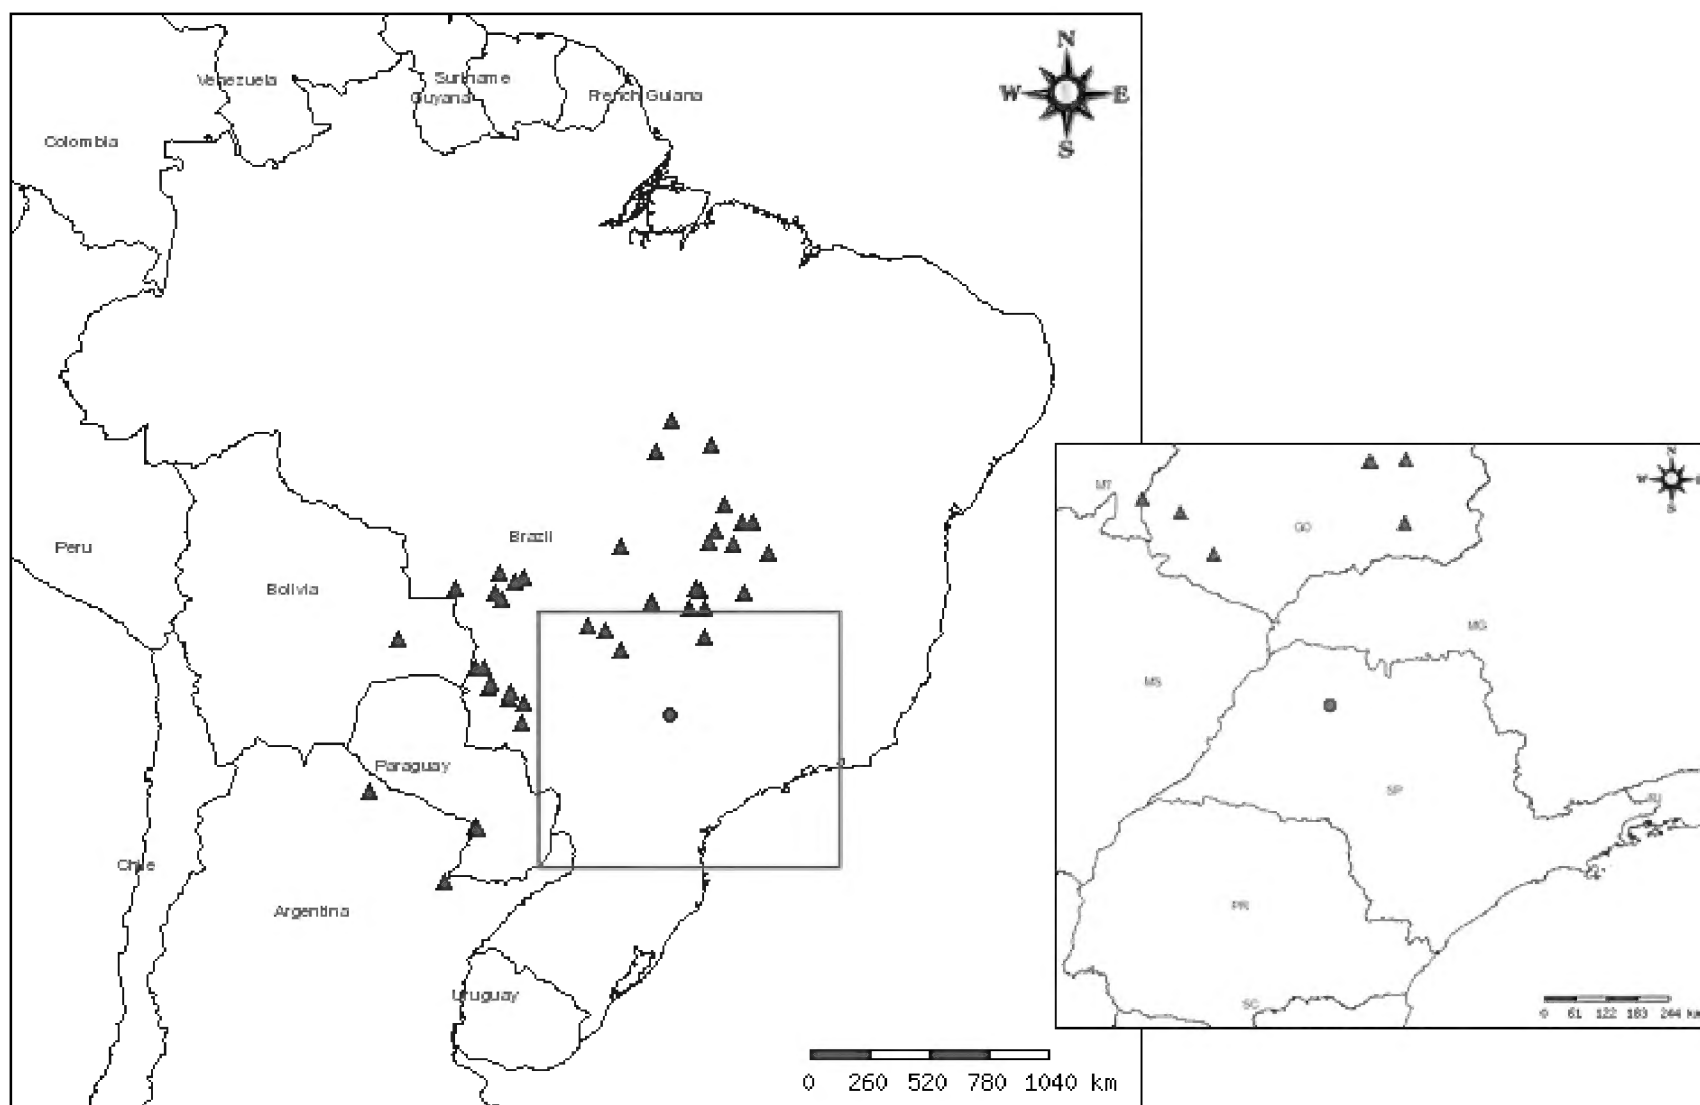 N
W E
S
Venezuela
Suriname
Guyana
French Guiana
Colombia
Peru
Brazil
Bolivia
Paraguay
Chile
Argentina
Uruguay
0 260 520 780 1040 km
N
W
S
MT
GO
MG
MS
SP
RJ
PR
SC
0 61 122 183 244 km